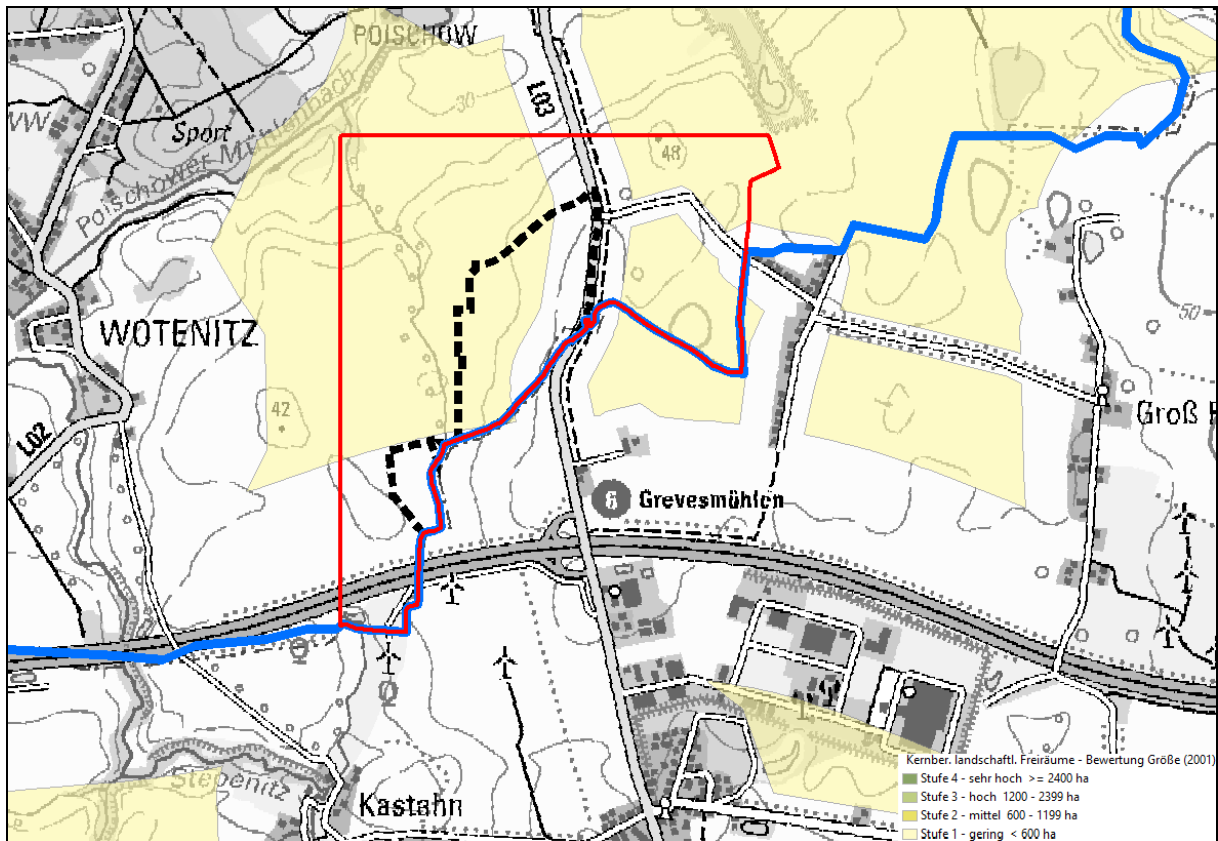 POISCHOW
30
L03
WW
Sport
Poischower Mühlenbach
48
WOTENITZ
50
42
L02
Groß
6 Grevesmühlen
Stepenitz
Kastahn
Kernber. landschaftl. Freiräume - Bewertung Größe (2001)
Stufe 4 - sehr hoch >= 2400 ha
Stufe 3 - hoch 1200 - 2399 ha
Stufe 2 - mittel 600 - 1199 ha
Stufe 1 - gering < 600 ha